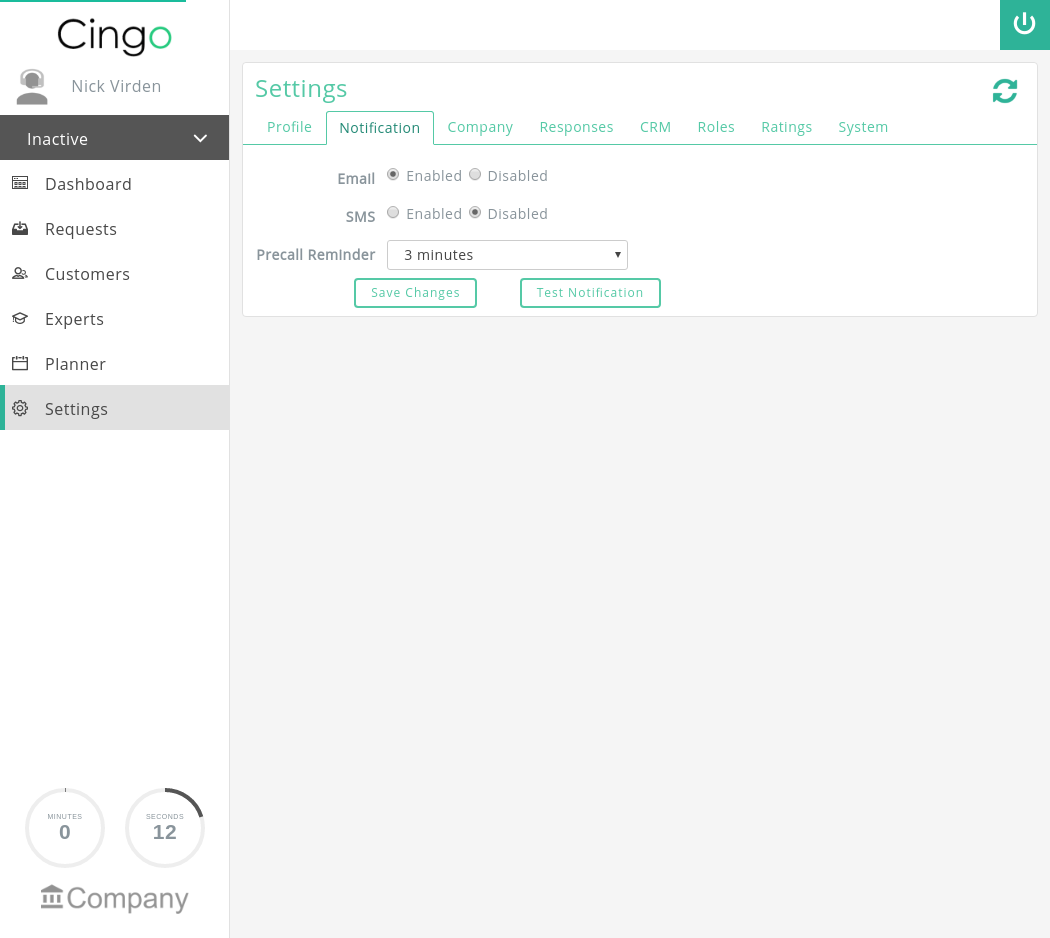 Cingo
Nick Virden
Inactive
Dashboard
Requests
Customers
Experts
Planner
Settings
MINUTES
0
SECONDS
12
Company
Settings
Profile Notification Company Responses CRM Roles Ratings System
Email Enabled Disabled
SMS Enabled Disabled
Precall Reminder 3 minutes
Save Changes Test Notification